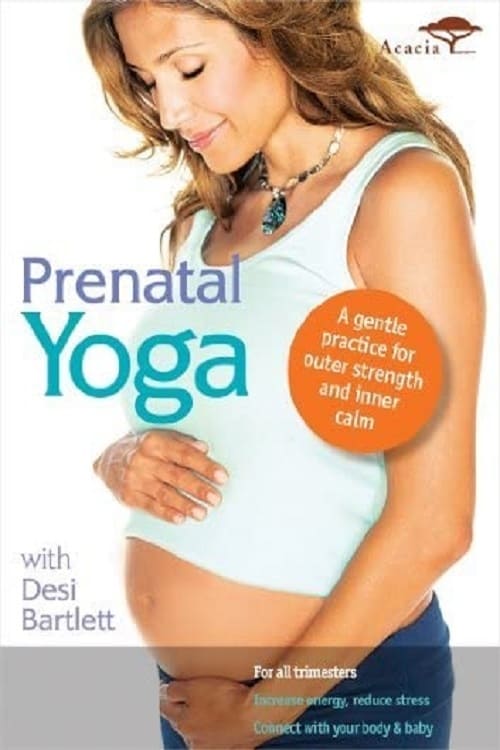 Acacia
Prenatal
Yoga
A gentle
practice for
outer strength
and inner
calm
with
Desi
Bartlett
For all trimesters
Increase energy, reduce stress
Connect with your body & baby